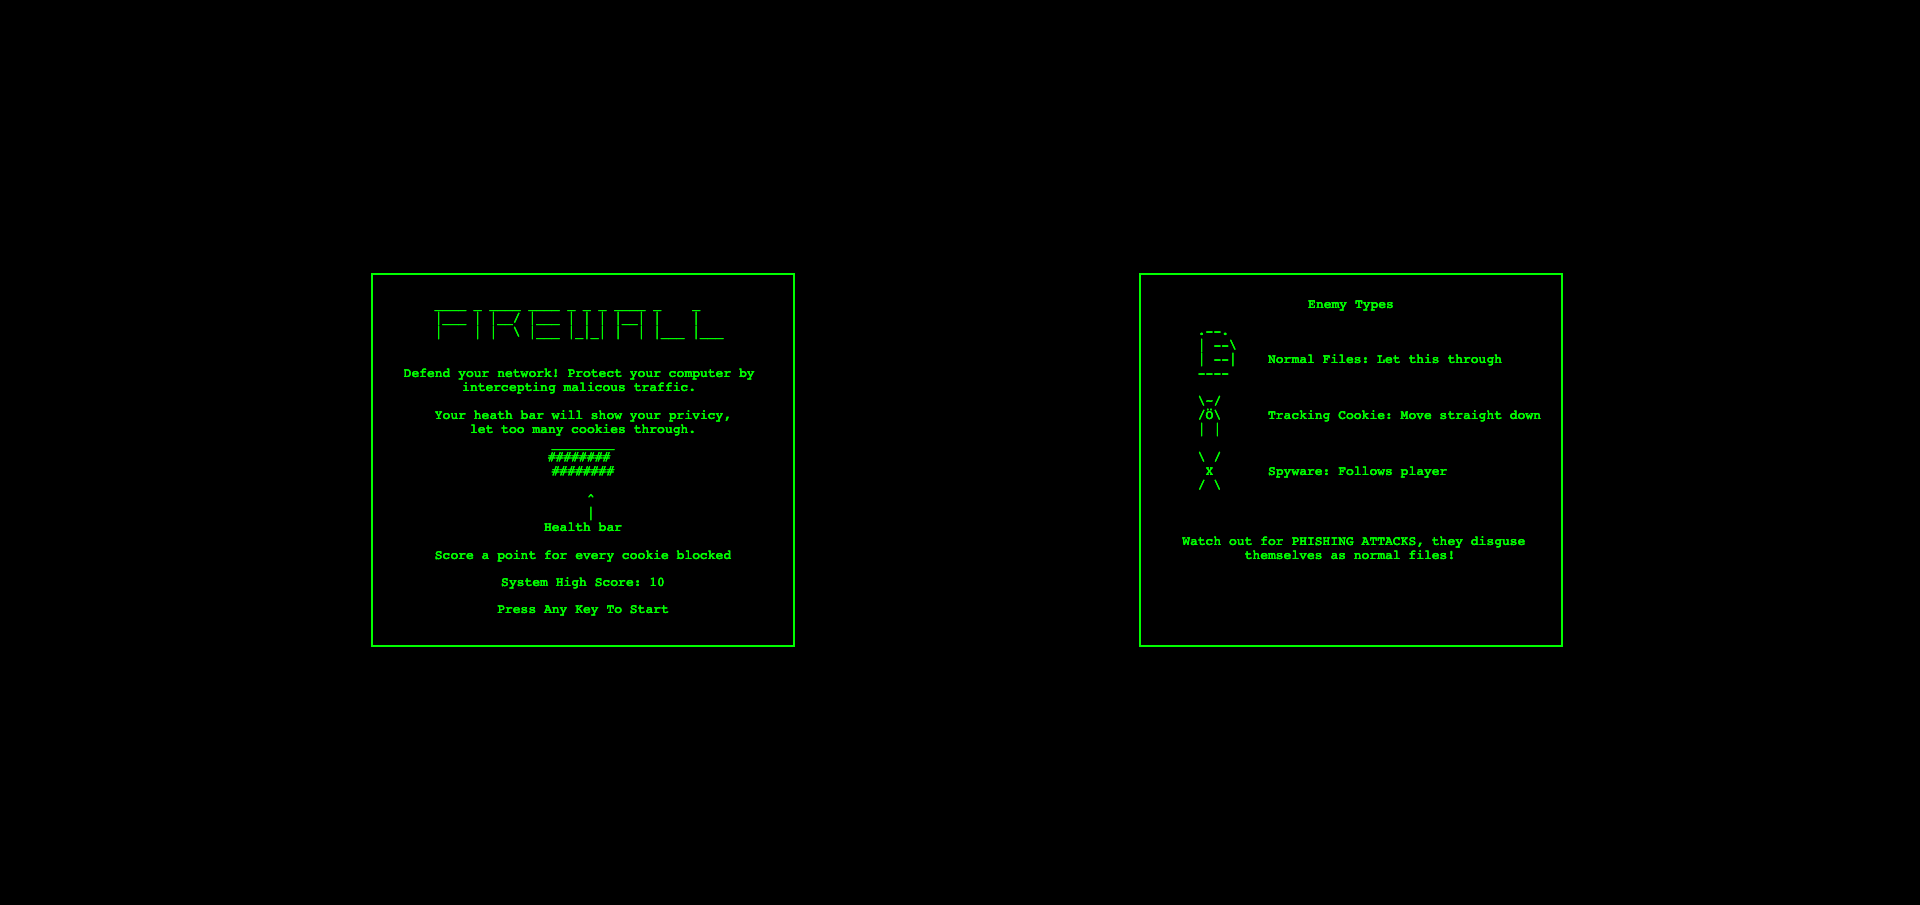 FIREWALL
Defend your network! Protect your computer by
intercepting malicous traffic.
Your heath bar will show your privicy,
let too many cookies through.
########
########
^
|
Health bar
Score a point for every cookie blocked
System High Score: 10
Press Any Key To Start
Enemy Types
.--.
| --\
| --| Normal Files: Let this through
----
\~/
/Ö\ Tracking Cookie: Move straight down
| |
\ /
X Spyware: Follows player
/ \
Watch out for PHISHING ATTACKS, they disguse
themselves as normal files!